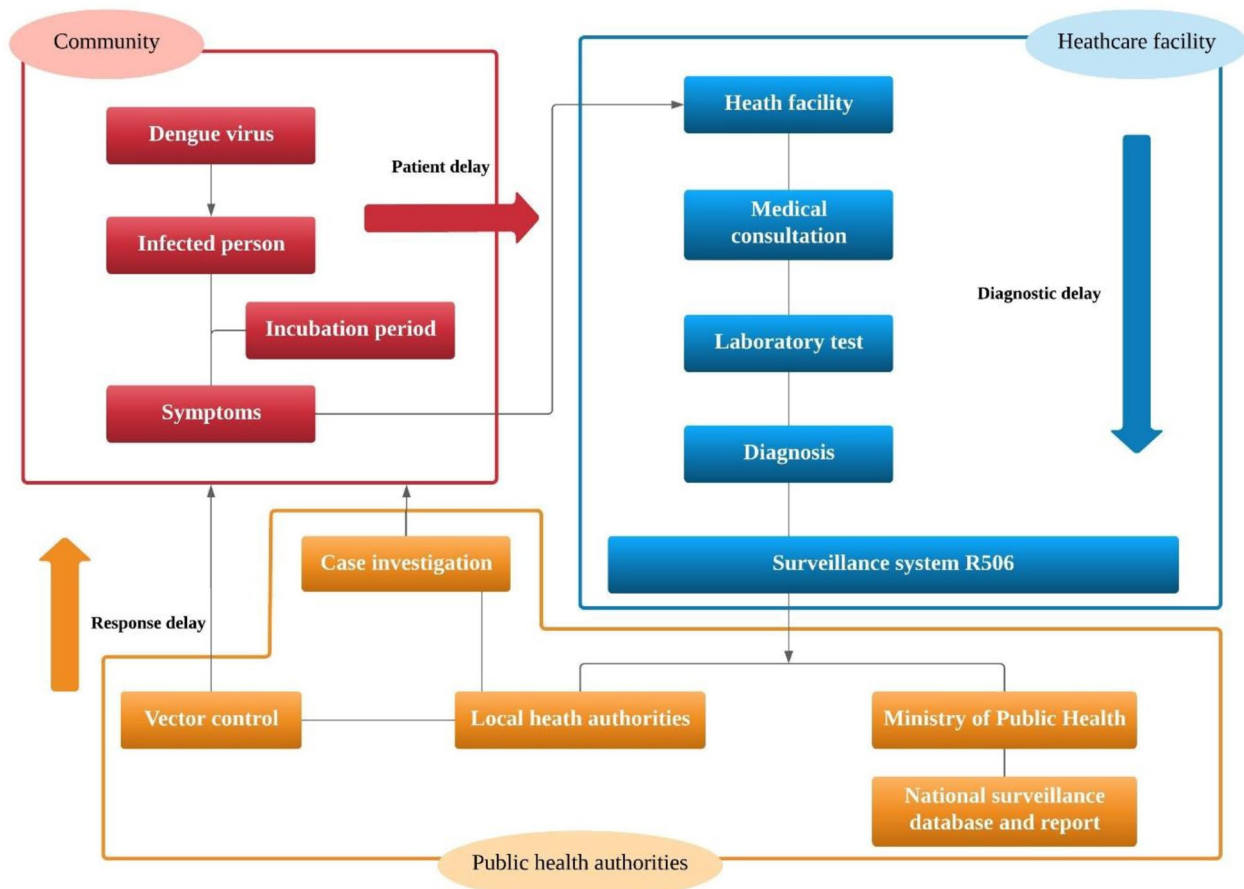 Community
Heathcare facility
Dengue virus
Infected person
Incubation period
Symptoms
Patient delay
Heath facility
Medical
consultation
Laboratory test
Diagnosis
Surveillance system R506
Diagnostic delay
Case investigation
Response delay
Vector control
Local heath authorities
Ministry of Public Health
National surveillance
database and report
Public health authorities